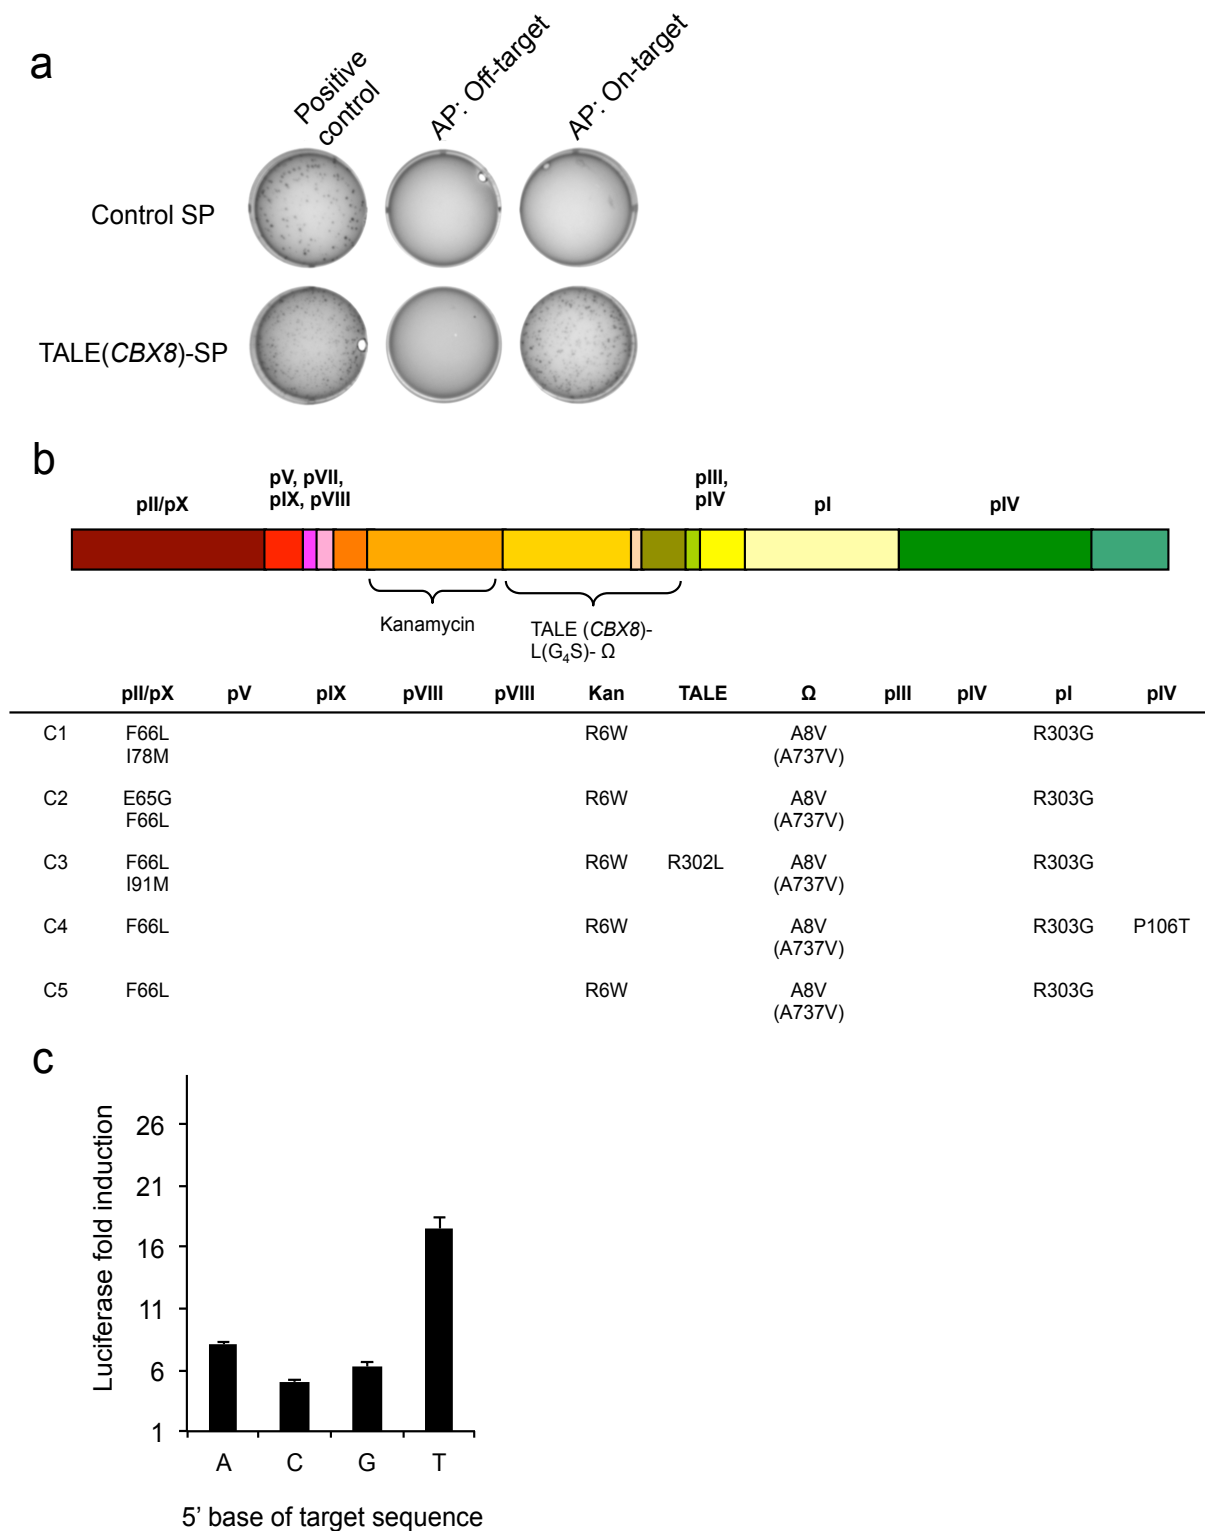 a
Positive
control
AP: Off-target
AP: On-target
Control SP
TALE(CBX8)-SP
b
pII/pX
pV, pVII,
pIX, pVIII
pIII,
pIV
pI
pIV
Kanamycin
TALE (CBX8)-
L(G₄S)- Ω
pII/pX pV pIX pVIII pVIII Kan TALE Ω pIII pIV pI pIV
C1 F66L R6W A8V R303G
I78M (A737V)
C2 E65G R6W A8V R303G
F66L (A737V)
C3 F66L R6W R302L A8V R303G
I91M (A737V)
C4 F66L R6W A8V R303G P106T
(A737V)
C5 F66L R6W A8V R303G
(A737V)
c
Luciferase fold induction
26
21
16
11
6
1
A C G T
5' base of target sequence